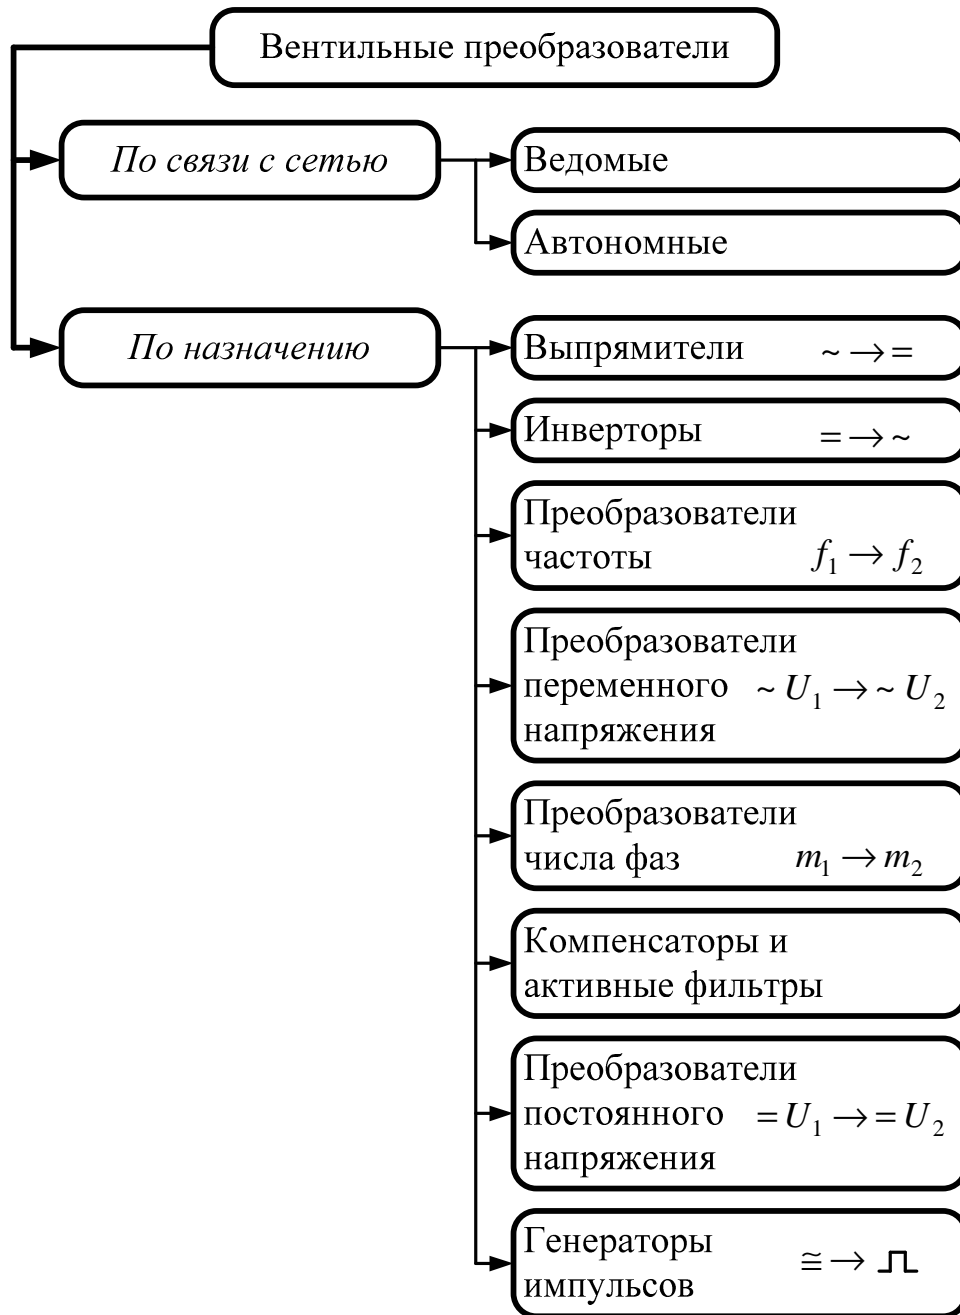 Вентильные преобразователи
По связи с сетью
Ведомые
Автономные
По назначению
Выпрямители ~ → =
Инверторы = → ~
Преобразователи
частоты f₁ → f₂
Преобразователи
переменного ~ U₁ → ~ U₂
напряжения
Преобразователи
числа фаз m₁ → m₂
Компенсаторы и
активные фильтры
Преобразователи
постоянного = U₁ → = U₂
напряжения
Генераторы
импульсов ≅ → ⎍